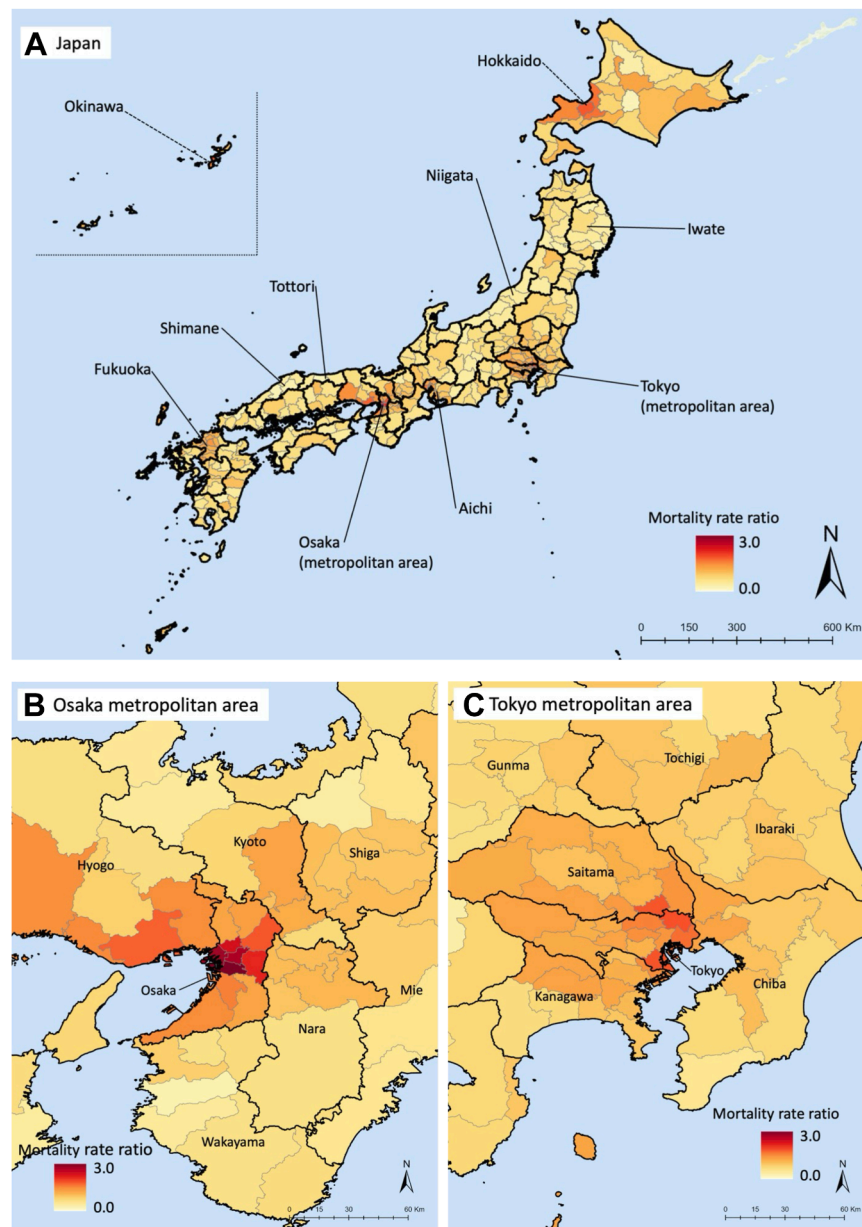 A Japan
Hokkaido
Okinawa
Niigata
Iwate
Tottori
Shimane
Fukuoka
Tokyo
(metropolitan area)
Aichi
Osaka
(metropolitan area)
Mortality rate ratio
3.0
0.0
N
0 150 300 600 Km
B Osaka metropolitan area
Kyoto
Hyogo
Shiga
Osaka
Mie
Nara
Wakayama
Mortality rate ratio
3.0
0.0
N
0 15 30 60 Km
C Tokyo metropolitan area
Gunma
Tochigi
Ibaraki
Saitama
Tokyo
Chiba
Kanagawa
Mortality rate ratio
3.0
0.0
N
0 15 30 60 Km